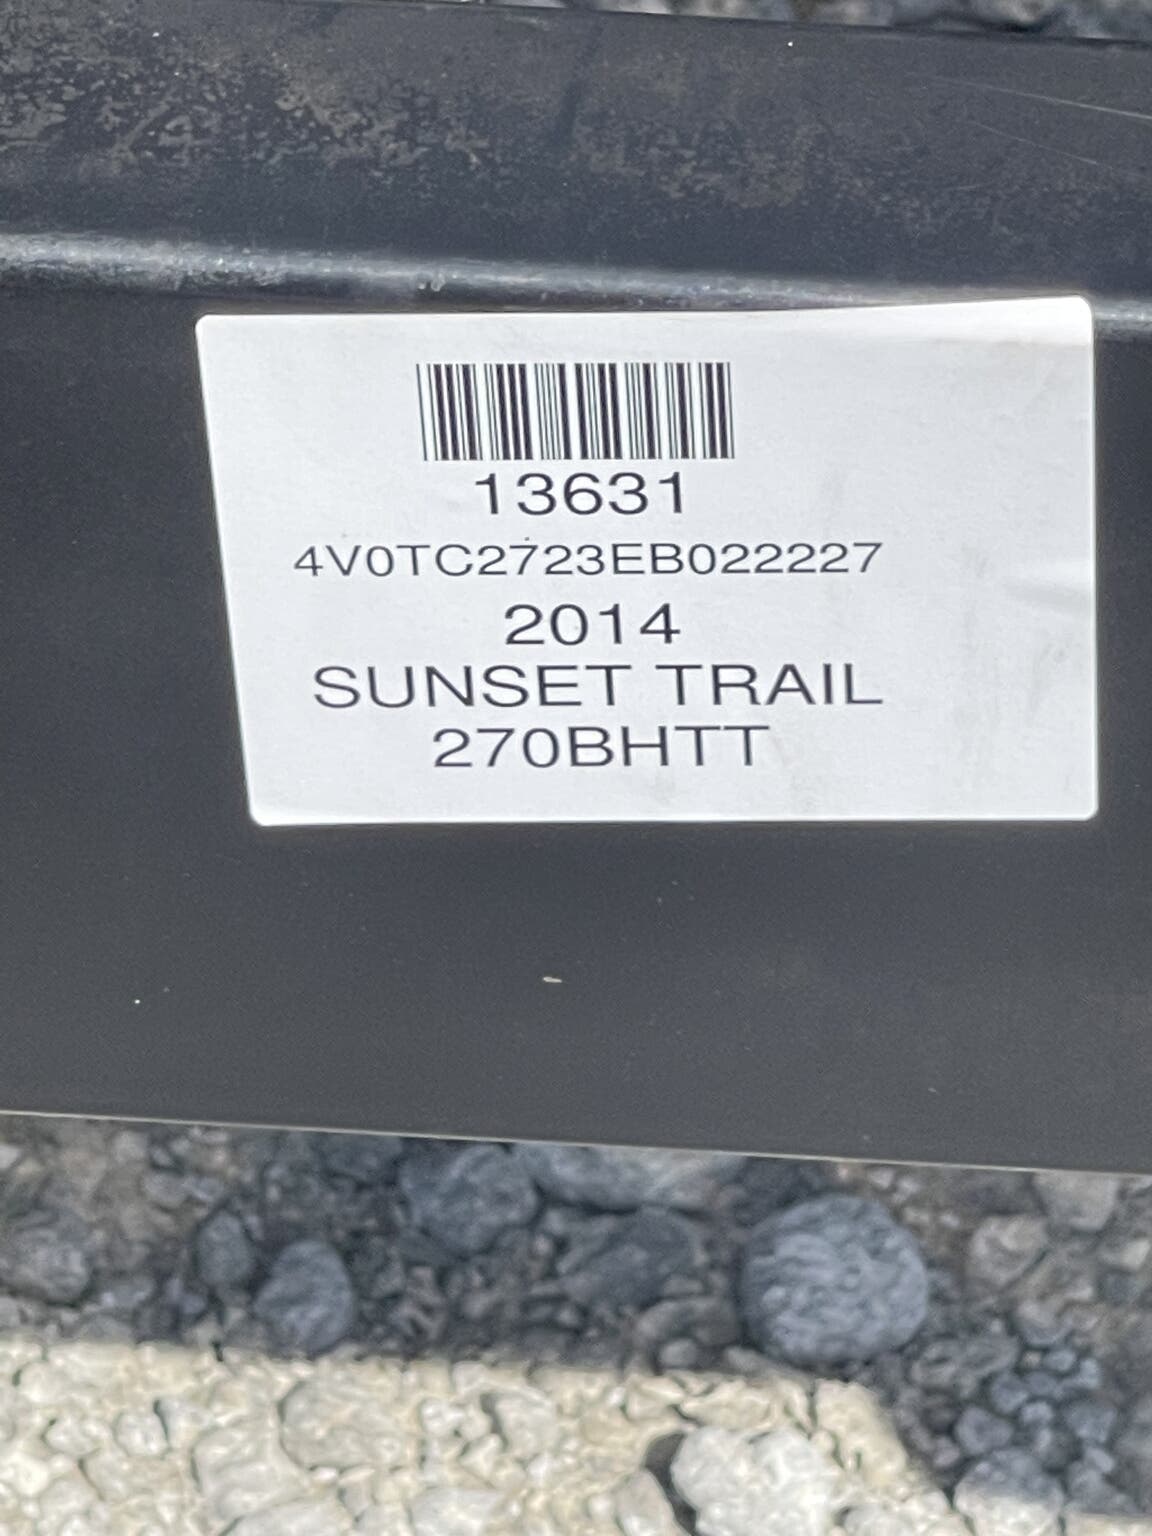 13631
4V0TC2723EB022227
2014
SUNSET TRAIL
270BHTT